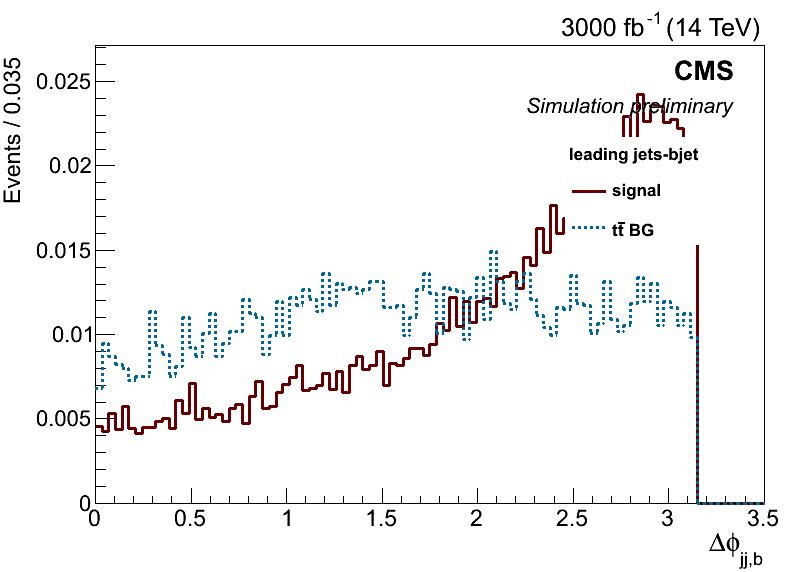 3000 fb⁻¹ (14 TeV)
CMS
Simulation preliminary
leading jets-bjet
signal
tt̄ BG
Events / 0.035
0.025
0.02
0.015
0.01
0.005
0
0 0.5 1 1.5 2 2.5 3 3.5
Δϕjj,b